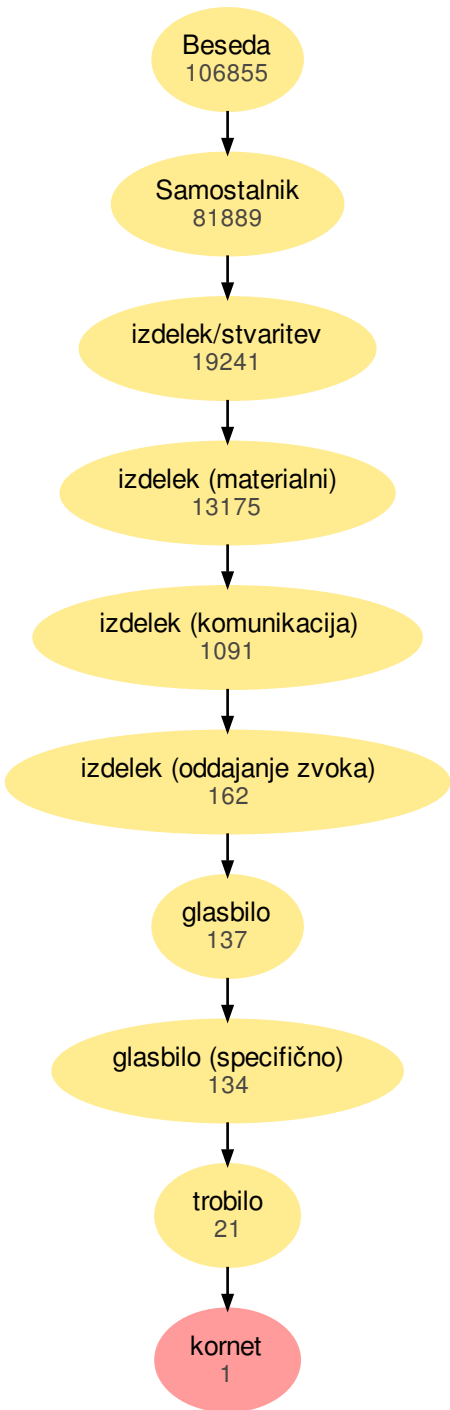 Beseda
106855
Samostalnik
81889
izdelek/stvaritev
19241
izdelek (materialni)
13175
izdelek (komunikacija)
1091
izdelek (oddajanje zvoka)
162
glasbilo
137
glasbilo (specifično)
134
trobilo
21
kornet
1